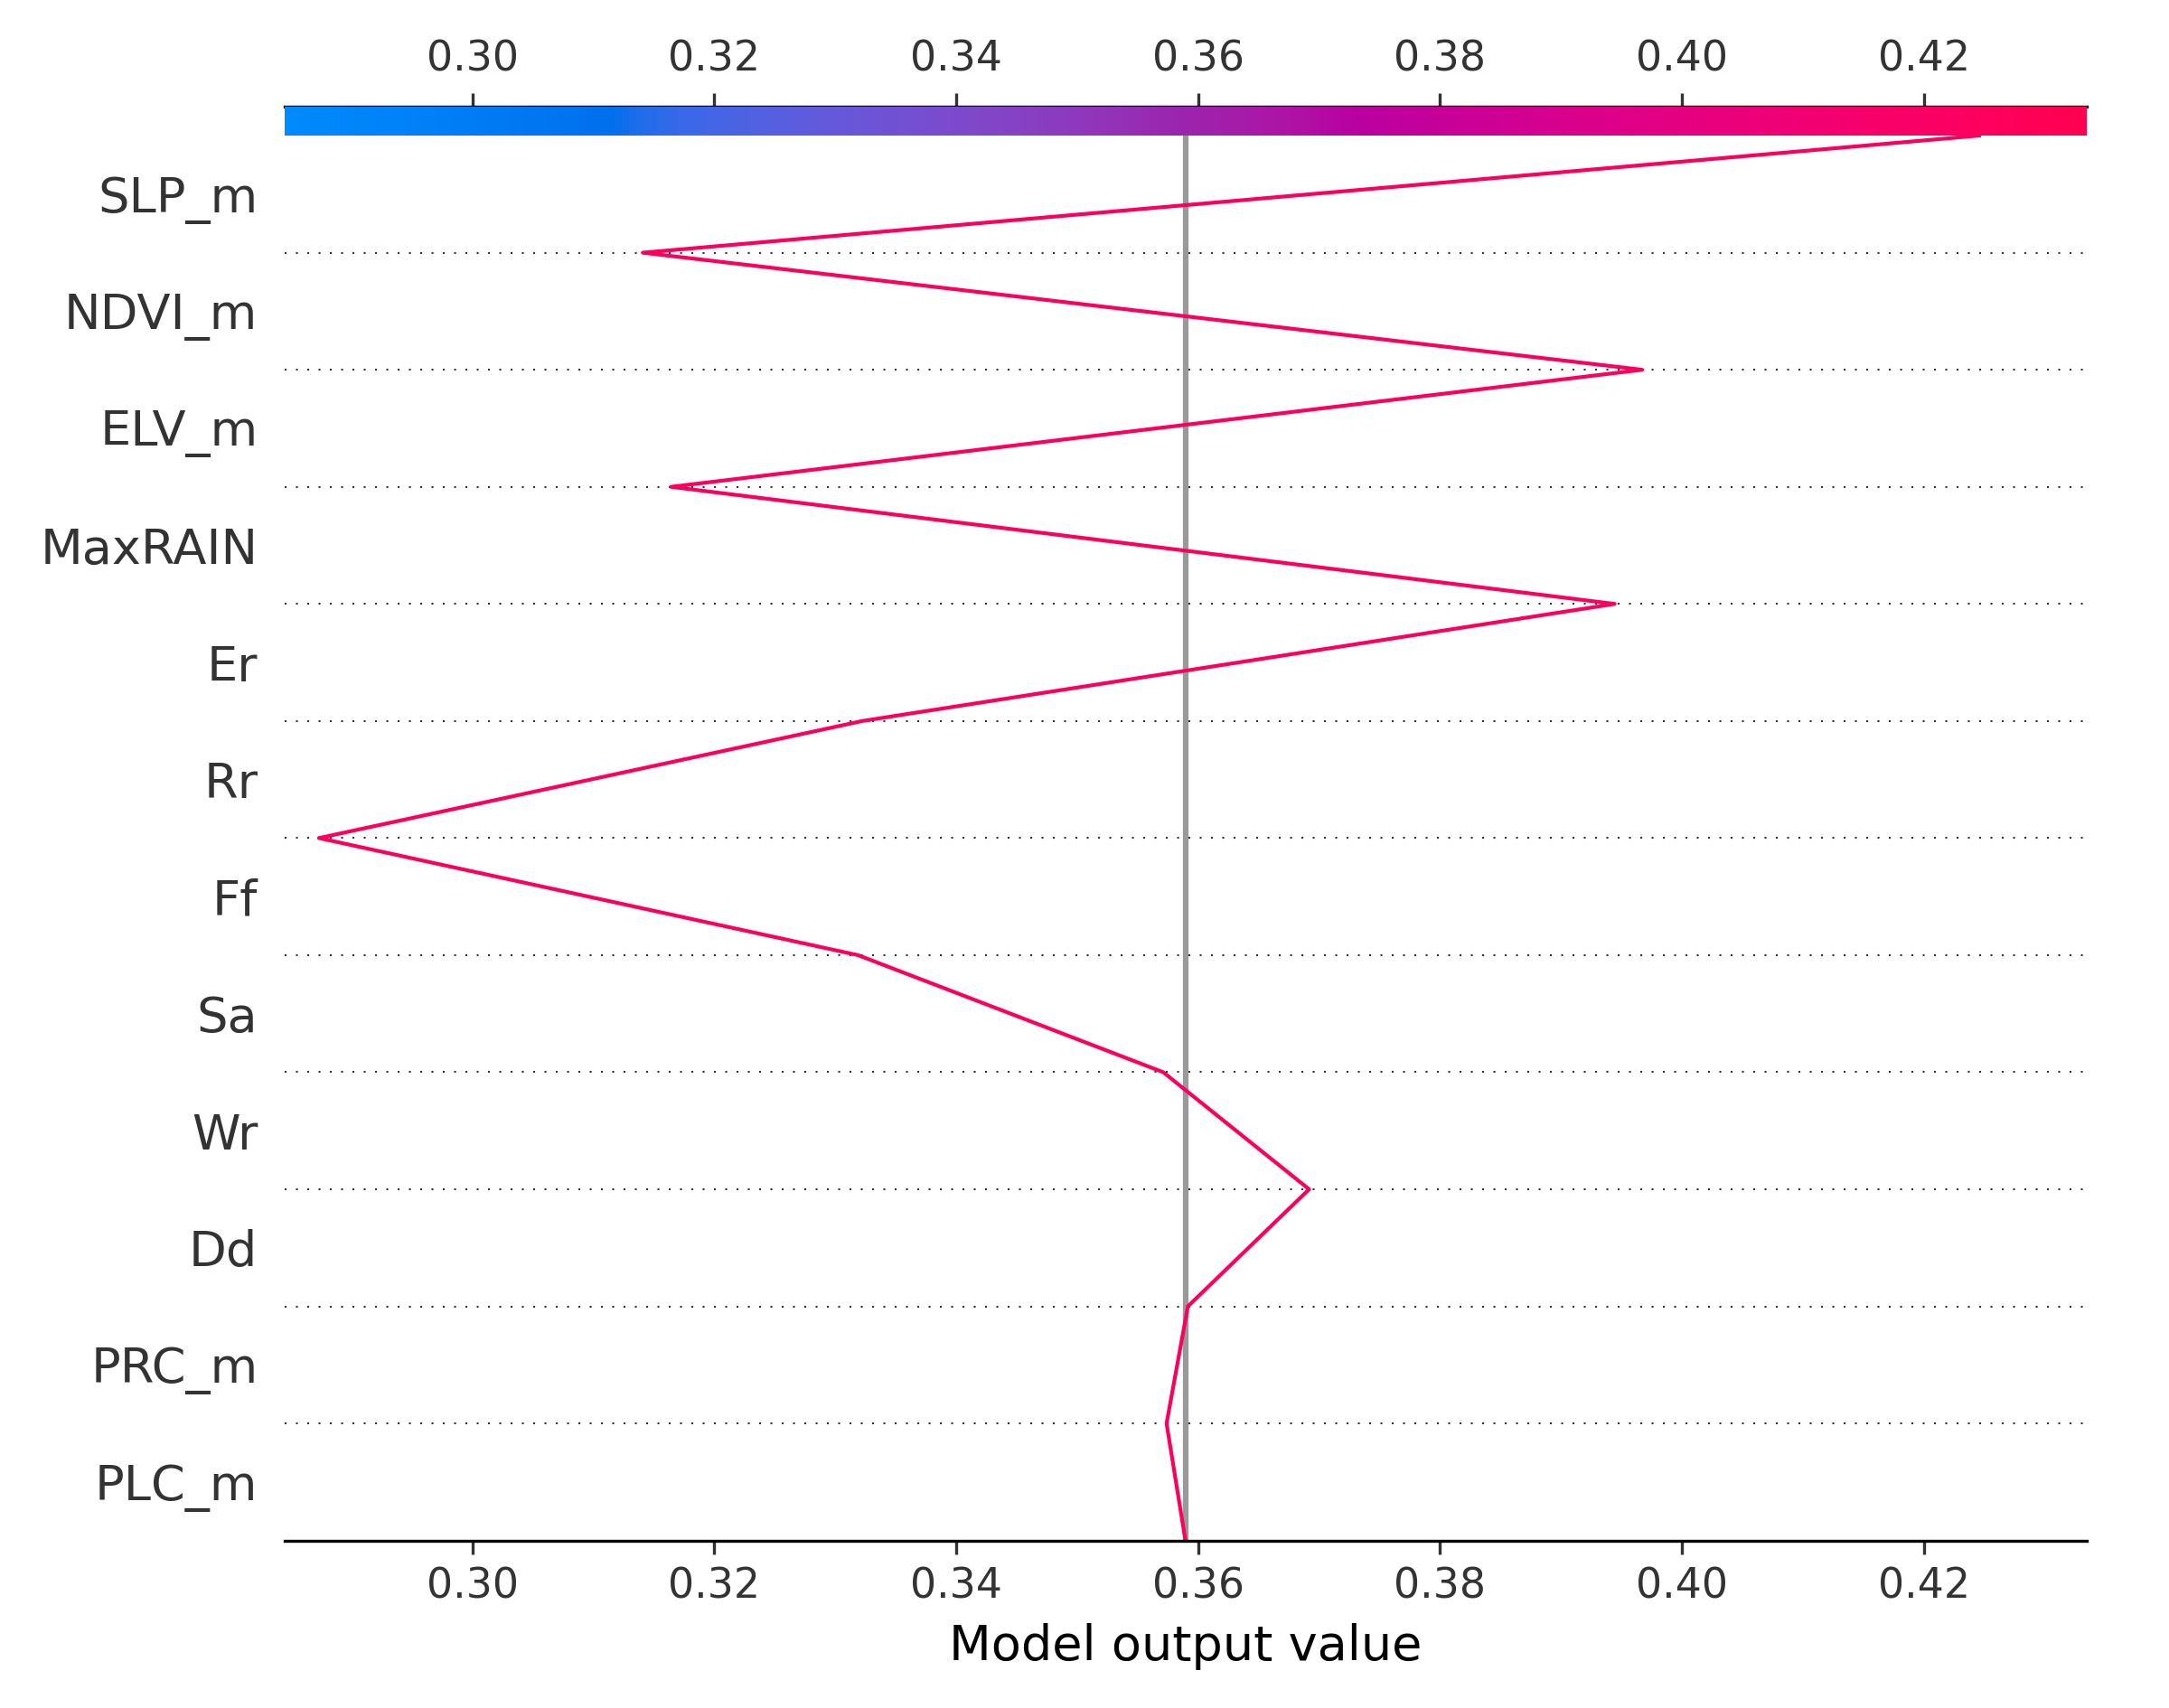 0.30 0.32 0.34 0.36 0.38 0.40 0.42
SLP_m
NDVI_m
ELV_m
MaxRAIN
Er
Rr
Ff
Sa
Wr
Dd
PRC_m
PLC_m
0.30 0.32 0.34 0.36 0.38 0.40 0.42
Model output value